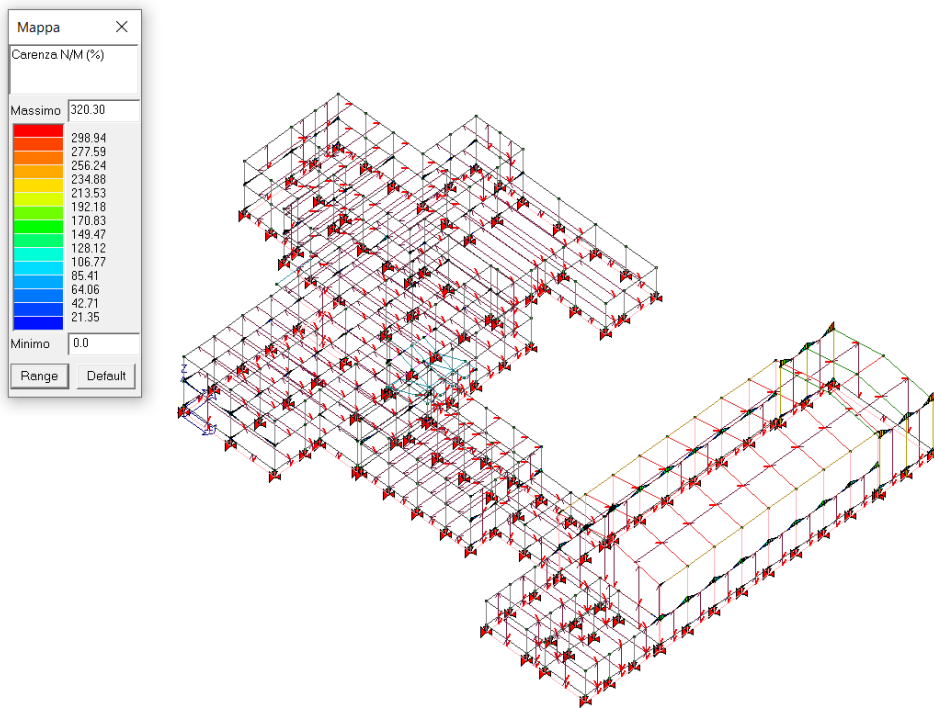 Mappa
Carenza N/M (%)
Massimo 320.30
298.94
277.59
256.24
234.88
213.53
192.18
170.83
149.47
128.12
106.77
85.41
64.06
42.71
21.35
Minimo 0.0
Range Default